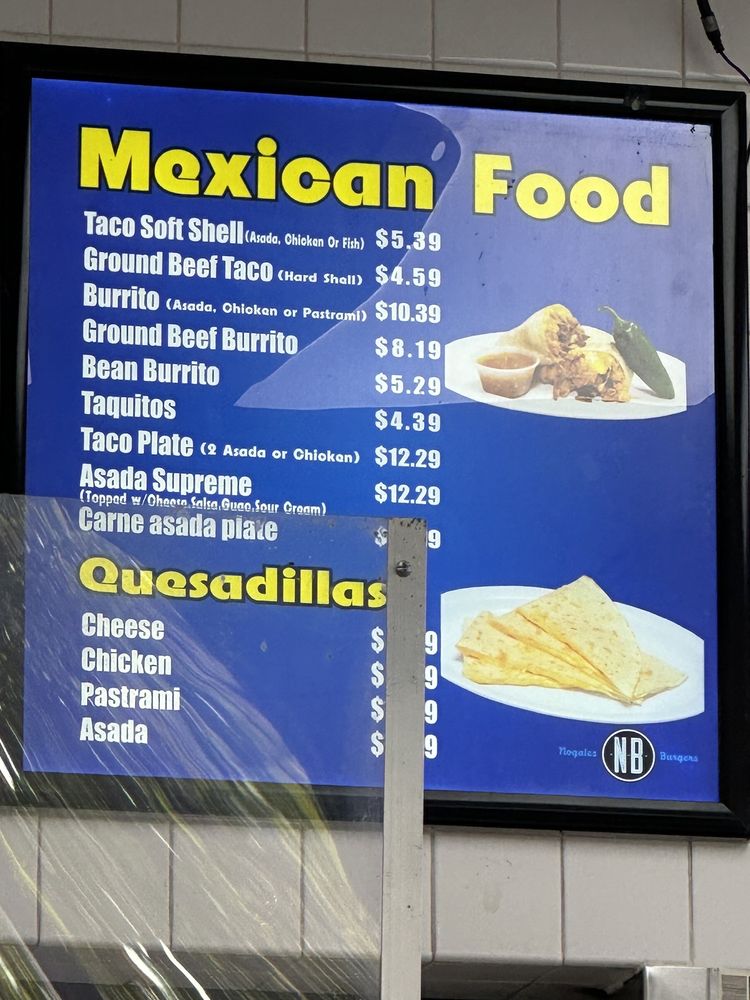 Mexican Food
Taco Soft Shell (Asada, Chicken Or Fish) $5.39
Ground Beef Taco (Hard Shell) $4.59
Burrito (Asada, Chicken or Pastrami) $10.39
Ground Beef Burrito $8.19
Bean Burrito $5.29
Taquitos $4.39
Taco Plate (2 Asada or Chicken) $12.29
Asada Supreme $12.29
(Topped w/Cheese,Salsa,Guac,Sour Cream)
Carne asada plate
Quesadillas
Cheese
Chicken
Pastrami
Asada
Nogales NB Burgers